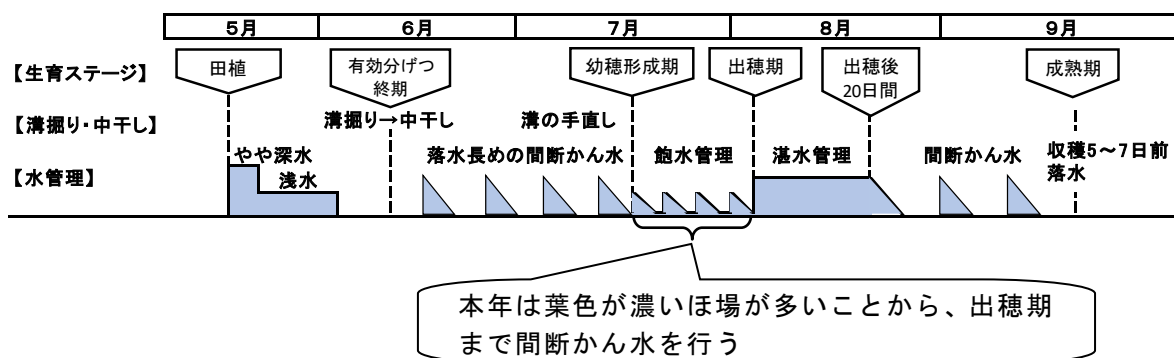 5月 6月 7月 8月 9月
【生育ステージ】 田植 有効分げつ 幼穂形成期 出穂期 出穂後 成熟期
終期 20日間
【溝掘り・中干し】 溝掘り→中干し 溝の手直し
やや深水 落水長めの間断かん水 飽水管理 湛水管理 間断かん水 収穫5～7日前
【水管理】 浅水 落水
本年は葉色が濃いほ場が多いことから、出穂期
まで間断かん水を行う